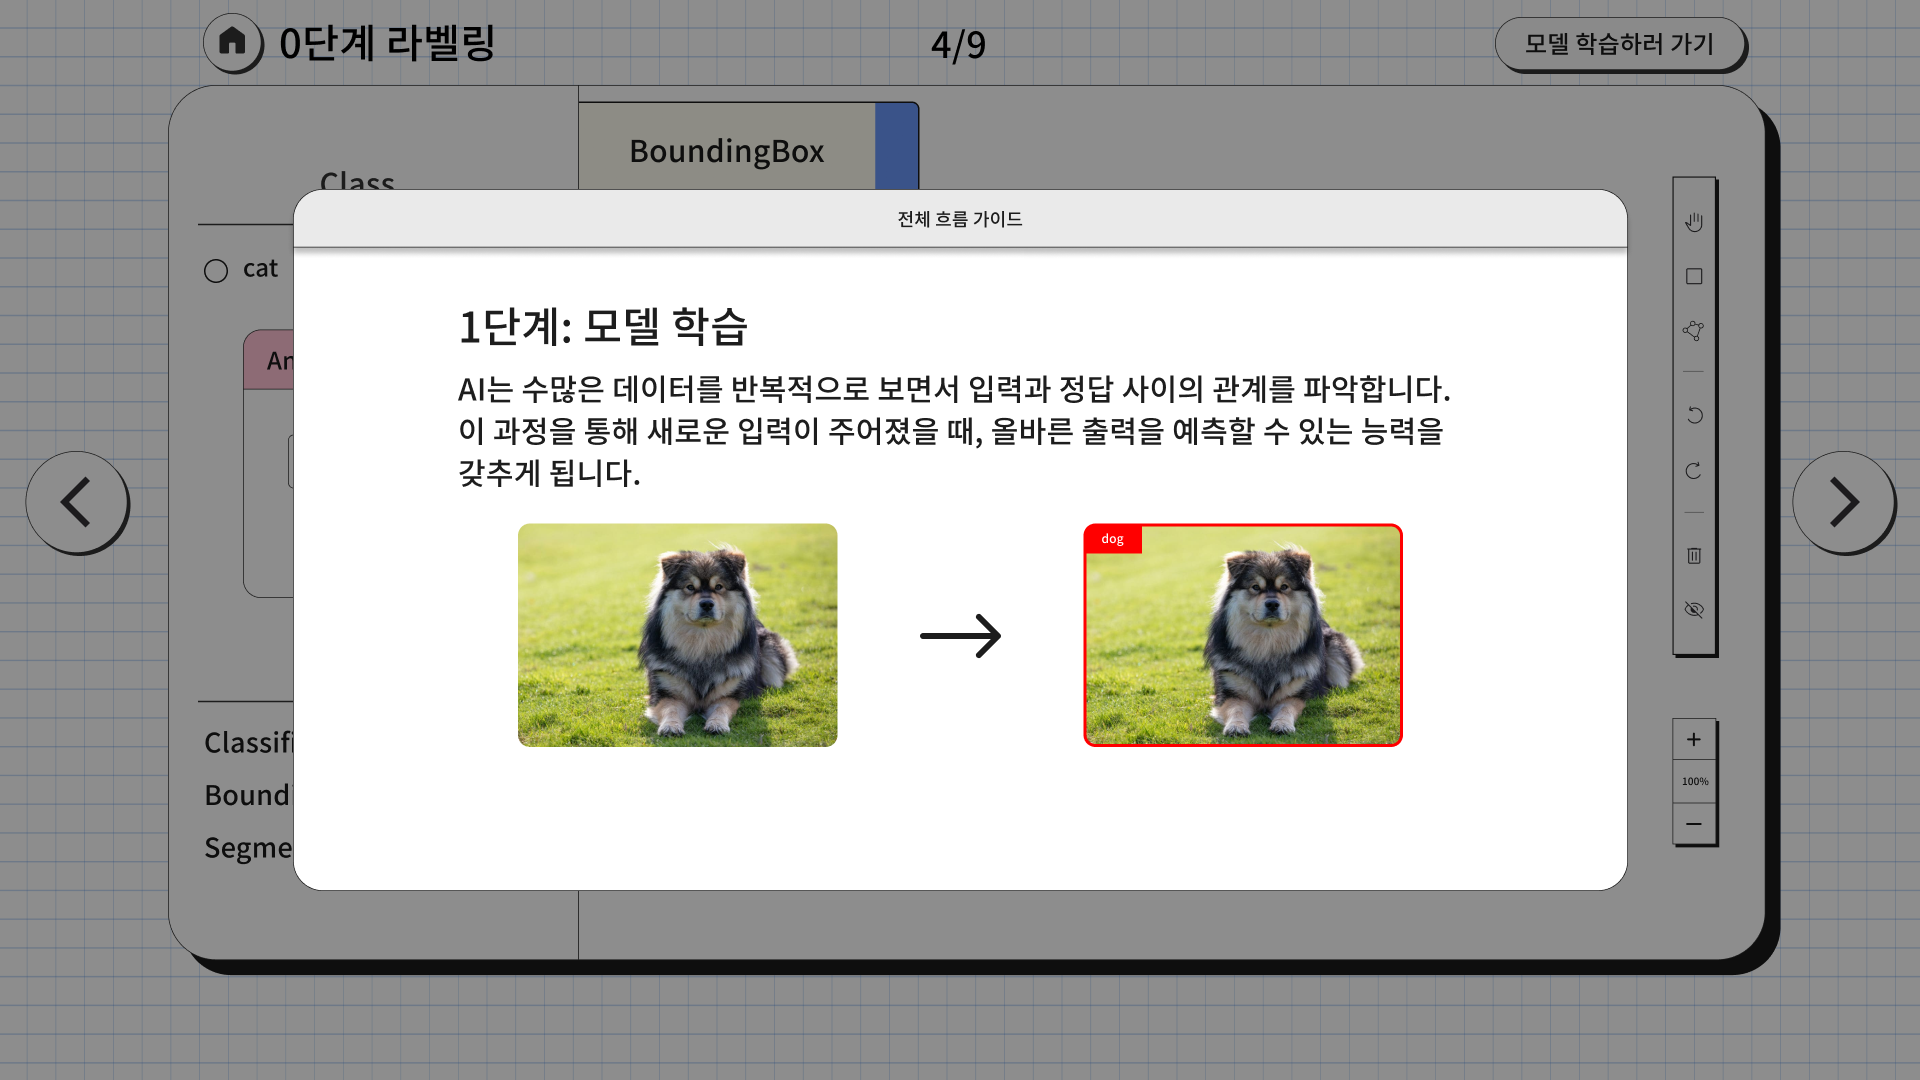 0단계 라벨링
4/9
모델 학습하러 가기
BoundingBox
Class
전체 흐름 가이드
cat
1단계: 모델 학습
An
AI는 수많은 데이터를 반복적으로 보면서 입력과 정답 사이의 관계를 파악합니다.
이 과정을 통해 새로운 입력이 주어졌을 때, 올바른 출력을 예측할 수 있는 능력을
갖추게 됩니다.
dog
Classifi
Bound
Segme
100%